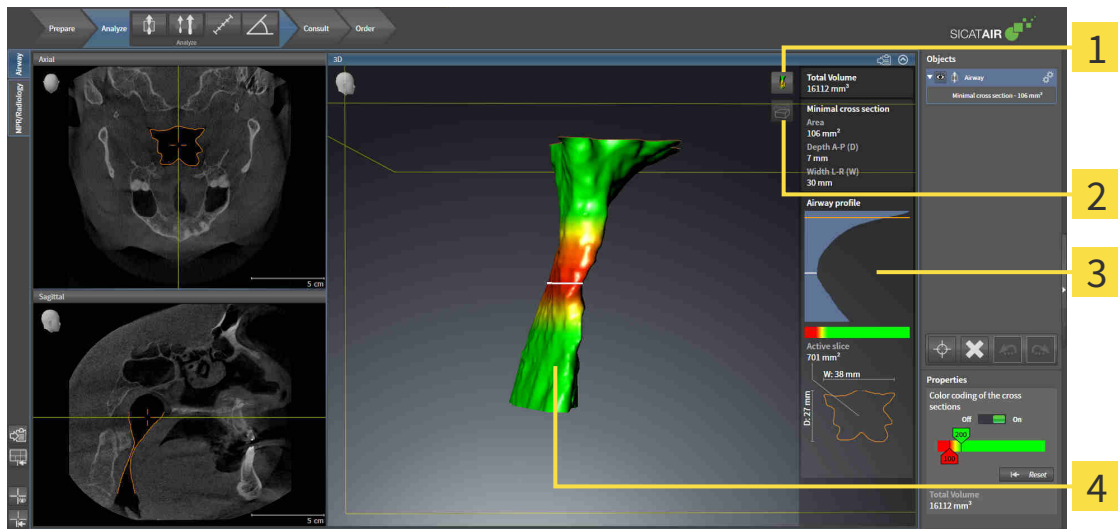 Prepare
Analyze
Analyze
Consult
Order
SICATAIR
Airway
MPR/Radiology
Axial
5 cm
Sagittal
5 cm
3D
Total Volume
16112 mm³
Minimal cross section
Area
106 mm²
Depth A-P (D)
7 mm
Width L-R (W)
30 mm
Airway profile
Active slice
701 mm²
W: 38 mm
D: 27 mm
Objects
Airway
Minimal cross section - 106 mm²
Properties
Color coding of the cross
sections
Off On
200
100
Reset
Total Volume
16112 mm³
1
2
3
4